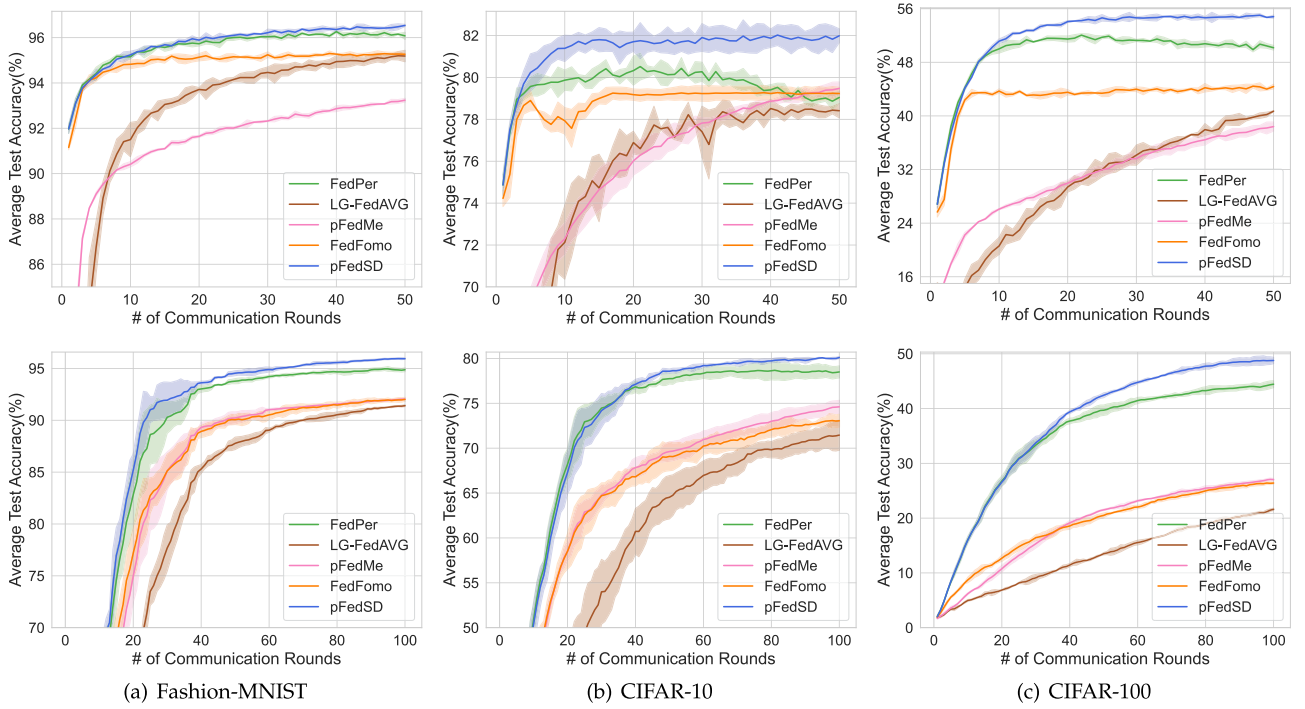 Average Test Accuracy(%)
96
94
92
90
88
86
0
10
20
30
40
50
# of Communication Rounds
FedPer
LG-FedAVG
pFedMe
FedFomo
pFedSD
Average Test Accuracy(%)
82
80
78
76
74
72
70
0
10
20
30
40
50
# of Communication Rounds
FedPer
LG-FedAVG
pFedMe
FedFomo
pFedSD
Average Test Accuracy(%)
56
48
40
32
24
16
0
10
20
30
40
50
# of Communication Rounds
FedPer
LG-FedAVG
pFedMe
FedFomo
pFedSD
Average Test Accuracy(%)
95
90
85
80
75
70
0
20
40
60
80
100
# of Communication Rounds
FedPer
LG-FedAVG
pFedMe
FedFomo
pFedSD
(a) Fashion-MNIST
Average Test Accuracy(%)
80
75
70
65
60
55
50
0
20
40
60
80
100
# of Communication Rounds
FedPer
LG-FedAVG
pFedMe
FedFomo
pFedSD
(b) CIFAR-10
Average Test Accuracy(%)
50
40
30
20
10
0
0
20
40
60
80
100
# of Communication Rounds
FedPer
LG-FedAVG
pFedMe
FedFomo
pFedSD
(c) CIFAR-100